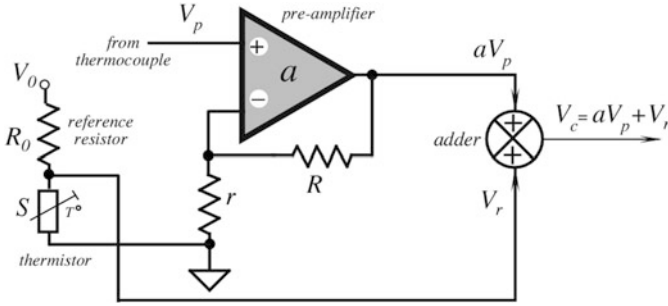 pre-amplifier
V_p
from
thermocouple
+
a
−
aV_p
V_0
R_0
reference
resistor
adder
+
+
V_c = aV_p + V_r
R
r
S
T°
V_r
thermistor